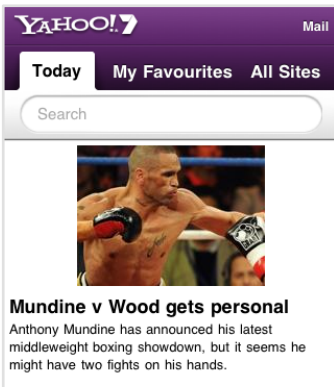 YAHOO!7
Mail
Today My Favourites All Sites
Search
Mundine v Wood gets personal
Anthony Mundine has announced his latest
middleweight boxing showdown, but it seems he
might have two fights on his hands.